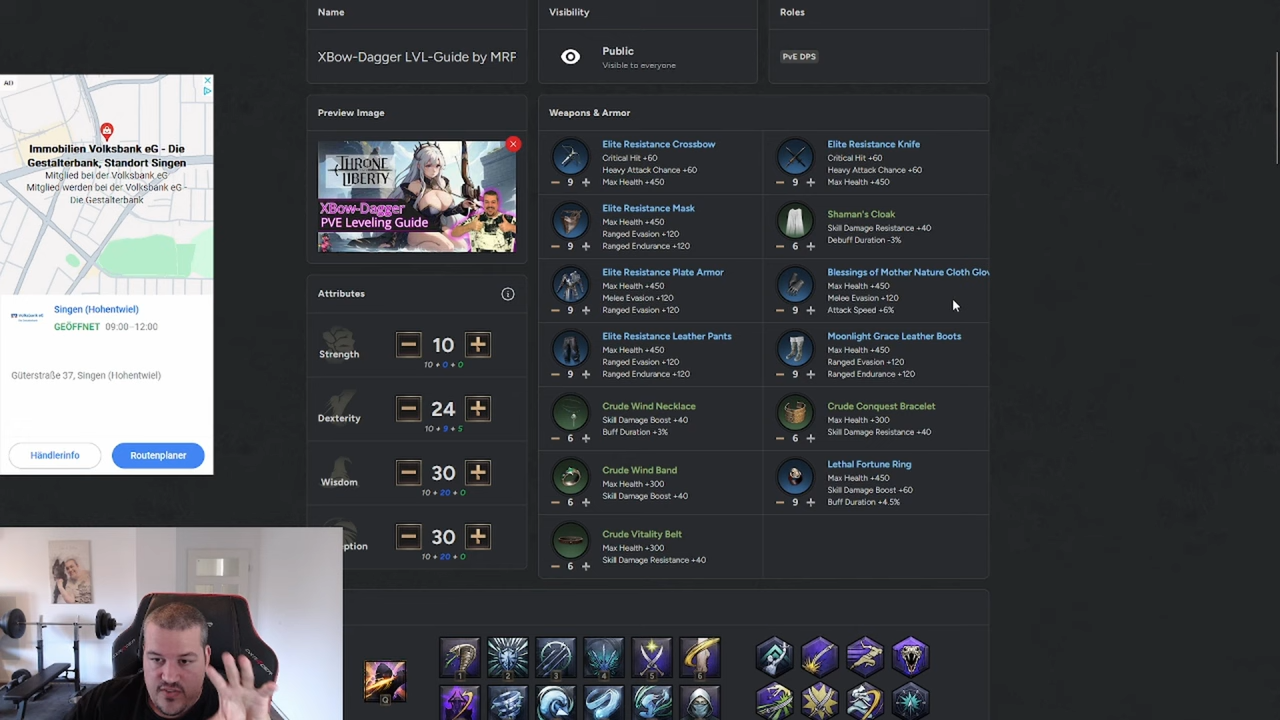 AD
Immobilien Volksbank eG - Die
Gestalterbank, Standort Singen
Mitglied bei der Volksbank eG -
Mitglied werden bei der Volksbank eG -
Die Gestalterbank
Singen (Hohentwiel)
GEÖFFNET 09:00–12:00
Güterstraße 37, Singen (Hohentwiel)
Händlerinfo
Routenplaner
Name
XBow-Dagger LVL-Guide by MRF
Visibility
Public
Visible to everyone
Roles
PvE DPS
Preview Image
THRONE
LIBERTY
XBow-Dagger
PVE Leveling Guide
Attributes
Strength
10
10 + 0 + 0
Dexterity
24
10 + 9 + 5
Wisdom
30
10 + 20 + 0
ption
30
10 + 20 + 0
Weapons & Armor
Elite Resistance Crossbow
Critical Hit +60
Heavy Attack Chance +60
Max Health +450
9
Elite Resistance Knife
Critical Hit +60
Heavy Attack Chance +60
Max Health +450
9
Elite Resistance Mask
Max Health +450
Ranged Evasion +120
Ranged Endurance +120
9
Shaman's Cloak
Skill Damage Resistance +40
Debuff Duration -3%
6
Elite Resistance Plate Armor
Max Health +450
Melee Evasion +120
Ranged Evasion +120
9
Blessings of Mother Nature Cloth Glov
Max Health +450
Melee Evasion +120
Attack Speed +6%
9
Elite Resistance Leather Pants
Max Health +450
Ranged Evasion +120
Ranged Endurance +120
9
Moonlight Grace Leather Boots
Max Health +450
Ranged Evasion +120
Ranged Endurance +120
9
Crude Wind Necklace
Skill Damage Boost +40
Buff Duration +3%
6
Crude Conquest Bracelet
Max Health +300
Skill Damage Resistance +40
6
Crude Wind Band
Max Health +300
Skill Damage Boost +40
6
Lethal Fortune Ring
Max Health +450
Skill Damage Boost +60
Buff Duration +4.5%
9
Crude Vitality Belt
Max Health +300
Skill Damage Resistance +40
6
Q
1 2 3 4 5 6